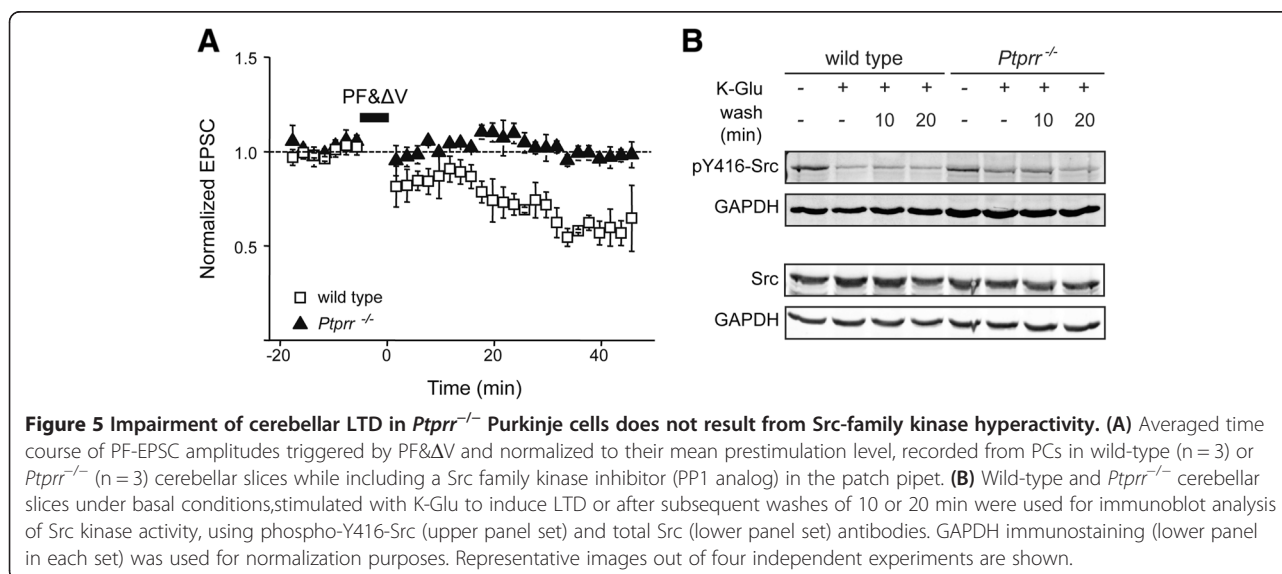 A
1.5
1.0
0.5
Normalized EPSC
PF&ΔV
□ wild type
▲ Ptprr -/-
-20 0 20 40
Time (min)
B
wild type Ptprr-/-
K-Glu - + + + - + + +
wash (min) - - 10 20 - - 10 20
pY416-Src
GAPDH
Src
GAPDH
Figure 5 Impairment of cerebellar LTD in Ptprr−/− Purkinje cells does not result from Src-family kinase hyperactivity. (A) Averaged time
course of PF-EPSC amplitudes triggered by PF&ΔV and normalized to their mean prestimulation level, recorded from PCs in wild-type (n = 3) or
Ptprr−/− (n = 3) cerebellar slices while including a Src family kinase inhibitor (PP1 analog) in the patch pipet. (B) Wild-type and Ptprr−/− cerebellar
slices under basal conditions,stimulated with K-Glu to induce LTD or after subsequent washes of 10 or 20 min were used for immunoblot analysis
of Src kinase activity, using phospho-Y416-Src (upper panel set) and total Src (lower panel set) antibodies. GAPDH immunostaining (lower panel
in each set) was used for normalization purposes. Representative images out of four independent experiments are shown.